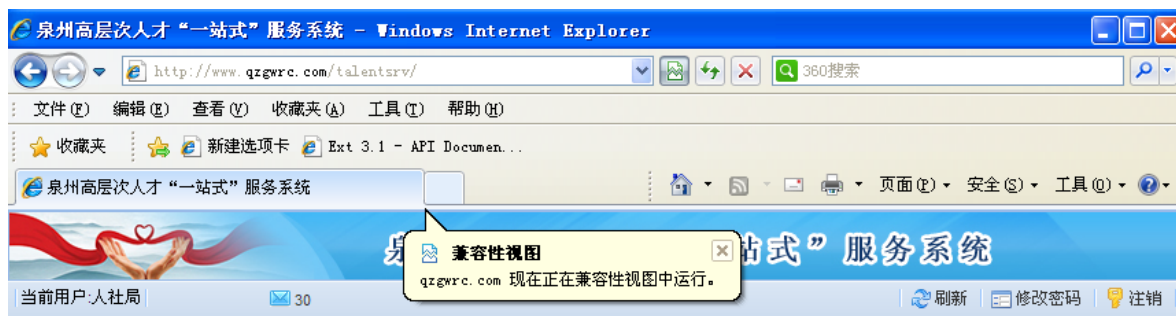 泉州高层次人才“一站式”服务系统 - Windows Internet Explorer
http://www.qzgwrc.com/talentsrv/
360搜索
文件(F) 编辑(E) 查看(V) 收藏夹(A) 工具(T) 帮助(H)
收藏夹 新建选项卡 Ext 3.1 - API Documen...
泉州高层次人才“一站式”服务系统
页面(P) 安全(S) 工具(O)
站式”服务系统
兼容性视图
qzgwrc.com 现在正在兼容性视图中运行。
当前用户:人社局 30 刷新 修改密码 注销